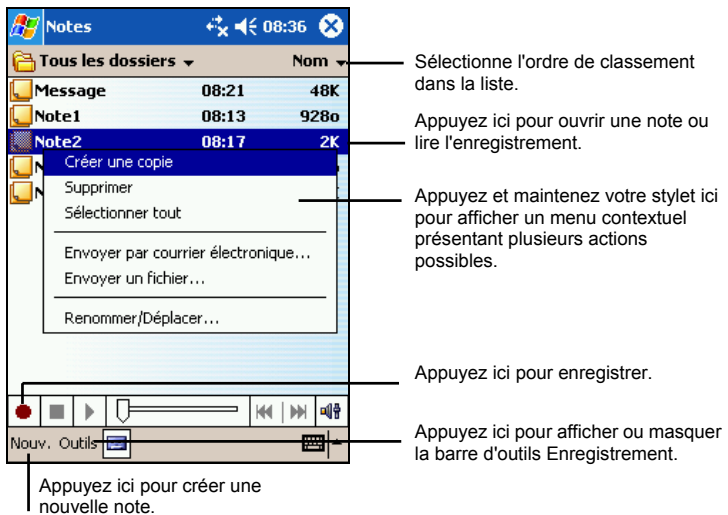 Notes 08:36
Tous les dossiers Nom
Message 08:21 48K
Note1 08:13 928o
Note2 08:17 2K
N
N
Créer une copie
Supprimer
Sélectionner tout
Envoyer par courrier électronique...
Envoyer un fichier...
Renommer/Déplacer...
Nouv. Outils
Sélectionne l'ordre de classement
dans la liste.
Appuyez ici pour ouvrir une note ou
lire l'enregistrement.
Appuyez et maintenez votre stylet ici
pour afficher un menu contextuel
présentant plusieurs actions
possibles.
Appuyez ici pour enregistrer.
Appuyez ici pour afficher ou masquer
la barre d'outils Enregistrement.
Appuyez ici pour créer une
nouvelle note.